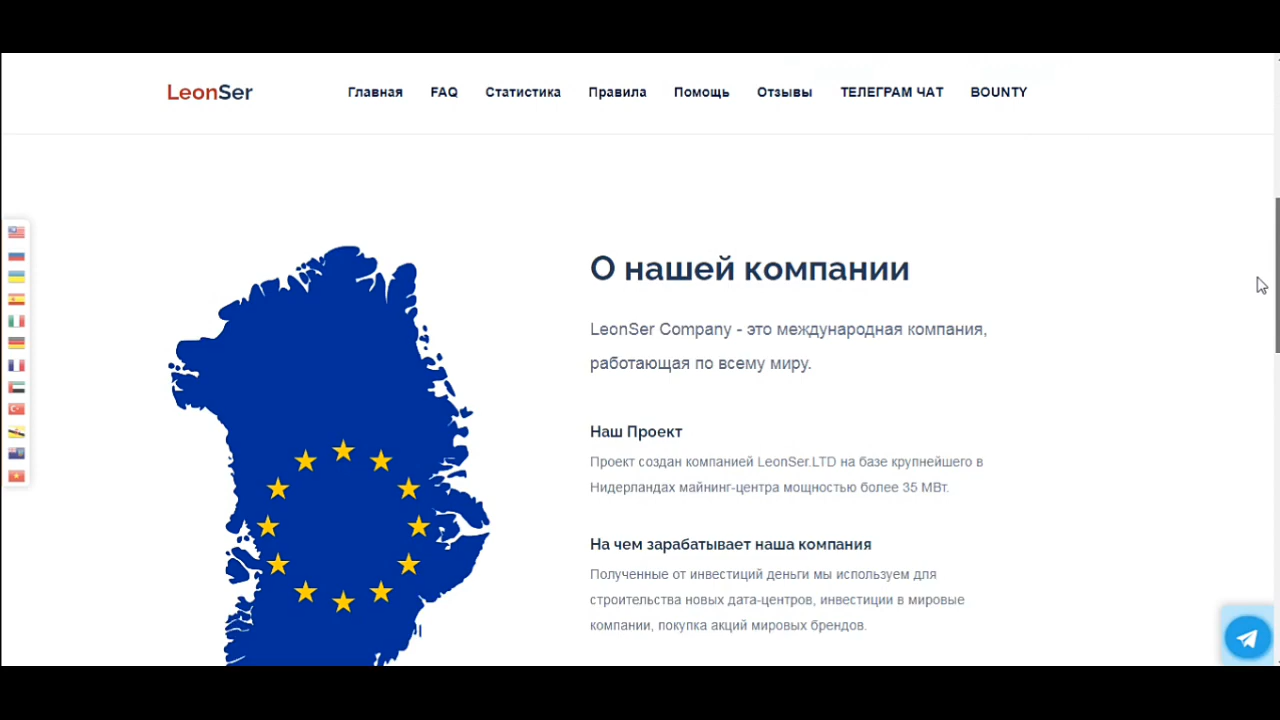 LeonSer
Главная FAQ Статистика Правила Помощь Отзывы ТЕЛЕГРАМ ЧАТ BOUNTY
О нашей компании
LeonSer Company - это международная компания,
работающая по всему миру.
Наш Проект
Проект создан компанией LeonSer.LTD на базе крупнейшего в
Нидерландах майнинг-центра мощностью более 35 МВт.
На чем зарабатывает наша компания
Полученные от инвестиций деньги мы используем для
строительства новых дата-центров, инвестиции в мировые
компании, покупка акций мировых брендов.